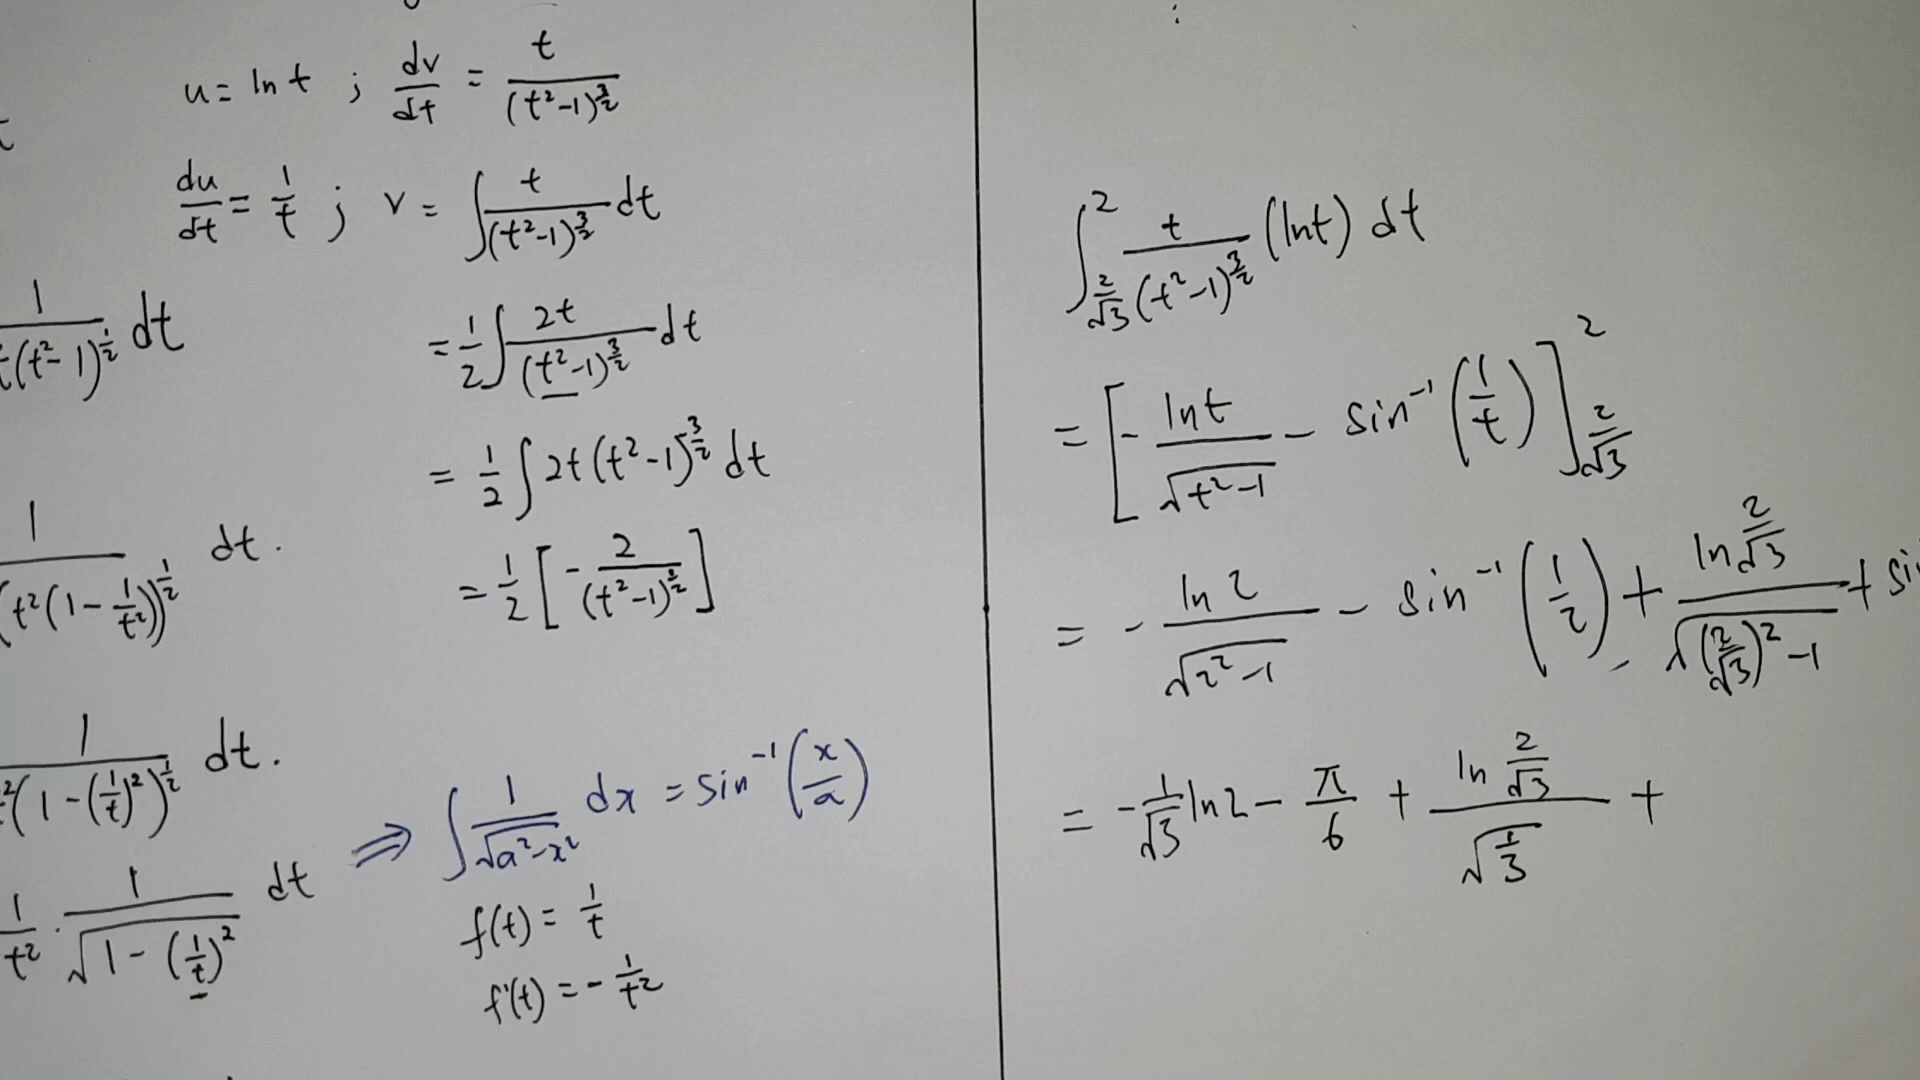 u = ln t ; dv/dt = t/(t²-1)^(3/2)
du/dt = 1/t ; v = ∫ t/(t²-1)^(3/2) dt
= 1/2 ∫ 2t/(t²-1)^(3/2) dt
= 1/2 ∫ 2t(t²-1)^(3/2) dt
= 1/2 [ - 2/(t²-1)^(2/2) ]
1/(t(t²-1)^(1/2)) dt
1/(t²(1-1/t²))^(1/2) dt.
1/(²(1-(1/t)²)^(1/2)) dt.
1/t² · 1/√(1-(1/t)²) dt
⇒ ∫ 1/√(a²-x²) dx = sin⁻¹(x/a)
f(t) = 1/t
f'(t) = - 1/t²
∫_(2/√3)^2 t/(t²-1)^(3/2) (ln t) dt
= [ - ln t/√(t²-1) - sin⁻¹(1/t) ]_(2/√3)^2
= - ln 2/√(2²-1) - sin⁻¹(1/2) + ln 2/√3 / √((2/√3)²-1) + si
= - 1/√3 ln 2 - π/6 + ln 2/√3 / √(1/3) +